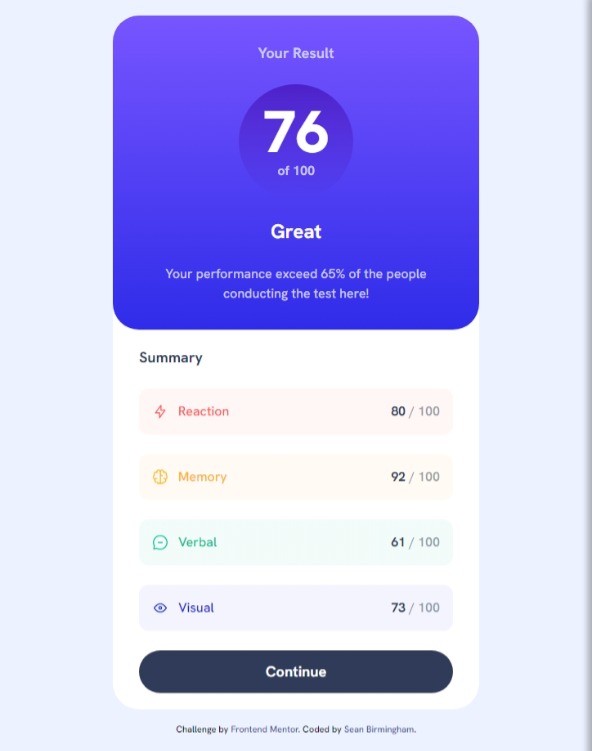 Your Result
76
of 100
Great
Your performance exceed 65% of the people
conducting the test here!
Summary
Reaction 80 / 100
Memory 92 / 100
Verbal 61 / 100
Visual 73 / 100
Continue
Challenge by Frontend Mentor. Coded by Sean Birmingham.